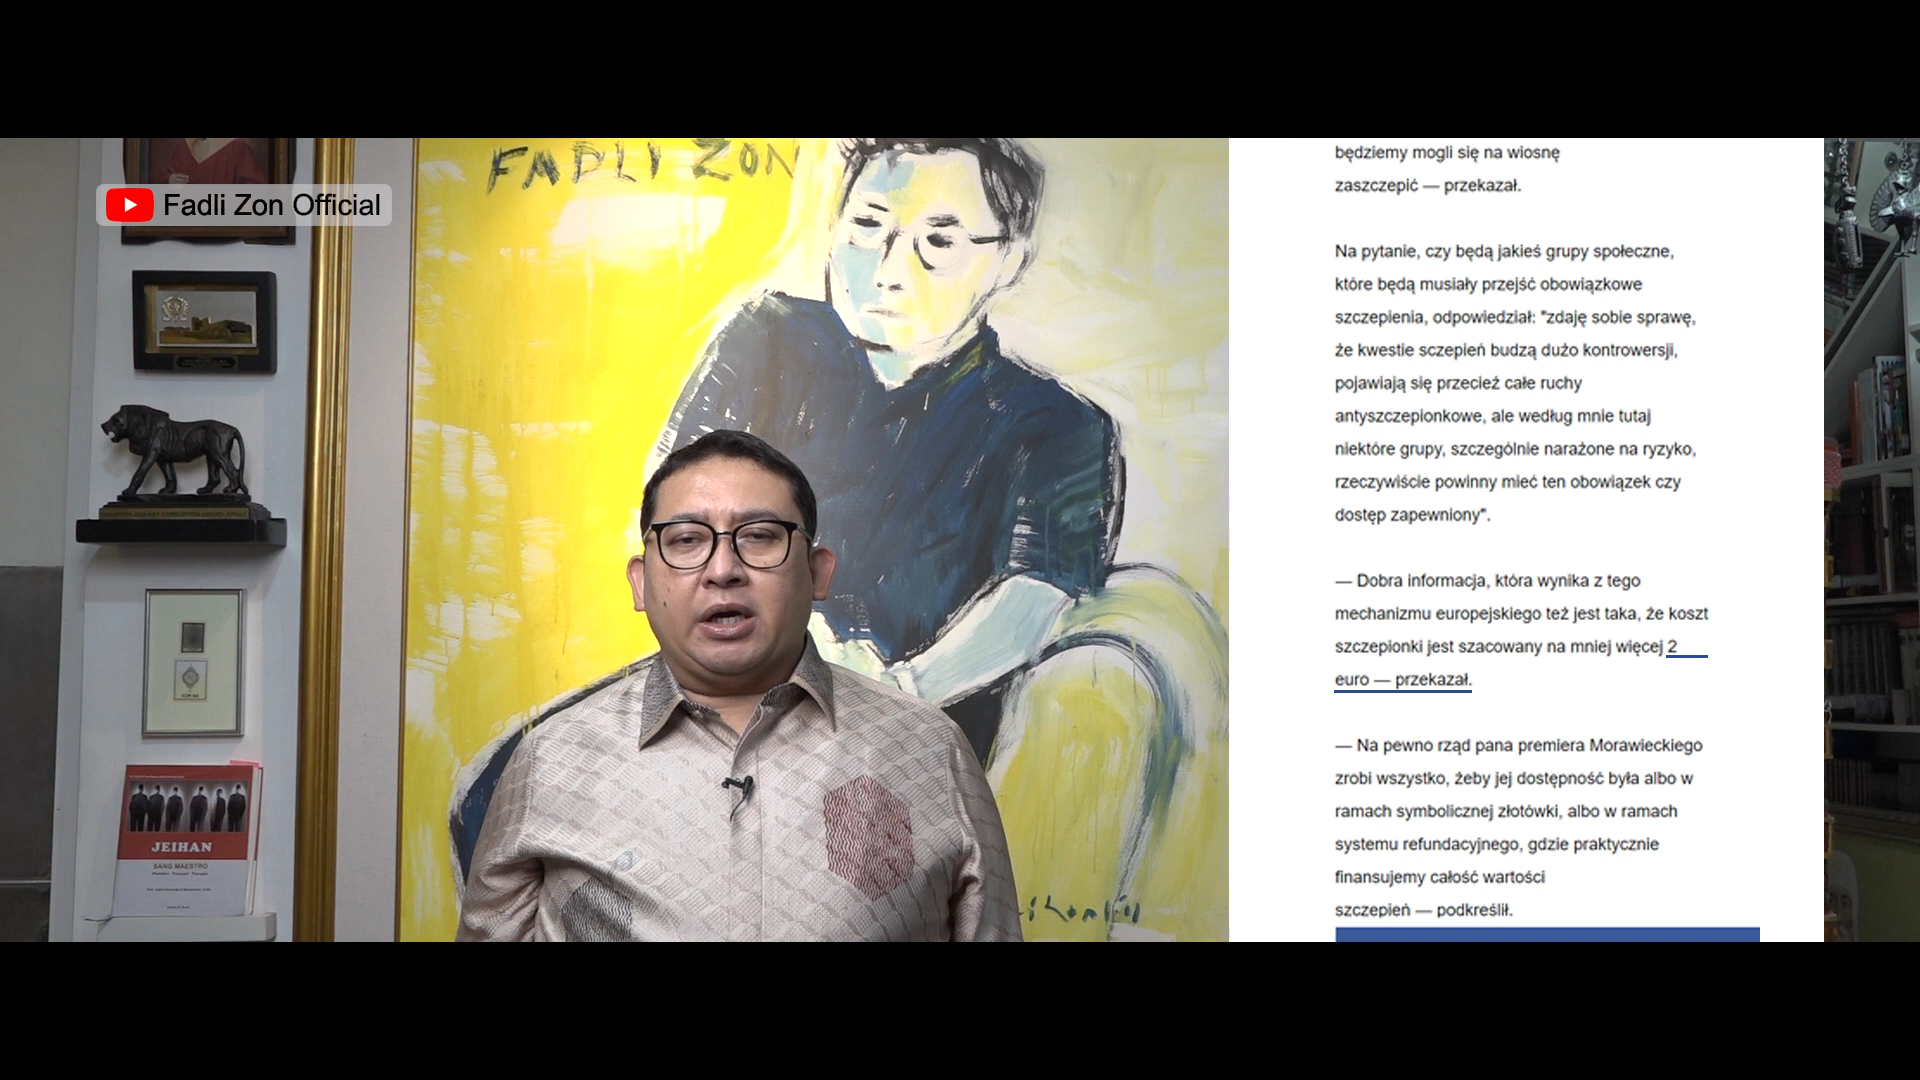 Fadli Zon Official
FADLI ZON
JEIHAN
SANG MAESTRO
będziemy mogli się na wiosnę
zaszczepić — przekazał.
Na pytanie, czy będą jakieś grupy społeczne,
które będą musiały przejść obowiązkowe
szczepienia, odpowiedział: "zdaję sobie sprawę,
że kwestie sczepień budzą dużo kontrowersji,
pojawiają się przecież całe ruchy
antyszczepionkowe, ale według mnie tutaj
niektóre grupy, szczególnie narażone na ryzyko,
rzeczywiście powinny mieć ten obowiązek czy
dostęp zapewniony".
— Dobra informacja, która wynika z tego
mechanizmu europejskiego też jest taka, że koszt
szczepionki jest szacowany na mniej więcej 2
euro — przekazał.
— Na pewno rząd pana premiera Morawieckiego
zrobi wszystko, żeby jej dostępność była albo w
ramach symbolicznej złotówki, albo w ramach
systemu refundacyjnego, gdzie praktycznie
finansujemy całość wartości
szczepień — podkreślił.